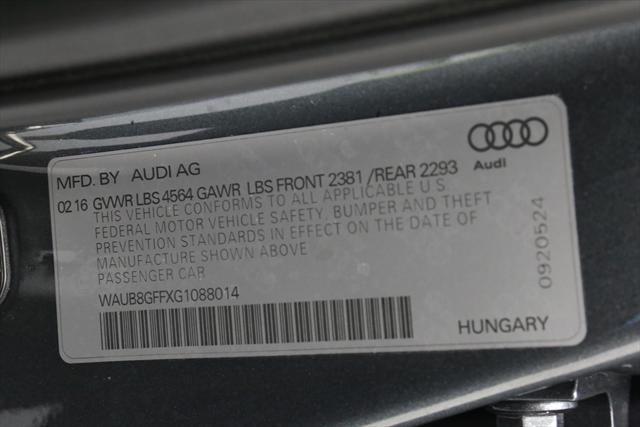 MFD. BY AUDI AG
Audi
02 16 GVWR LBS 4564 GAWR LBS FRONT 2381 /REAR 2293
THIS VEHICLE CONFORMS TO ALL APPLICABLE U.S.
FEDERAL MOTOR VEHICLE SAFETY, BUMPER AND THEFT
PREVENTION STANDARDS IN EFFECT ON THE DATE OF
MANUFACTURE SHOWN ABOVE
PASSENGER CAR
WAUB8GFFXG1088014
HUNGARY
0920524